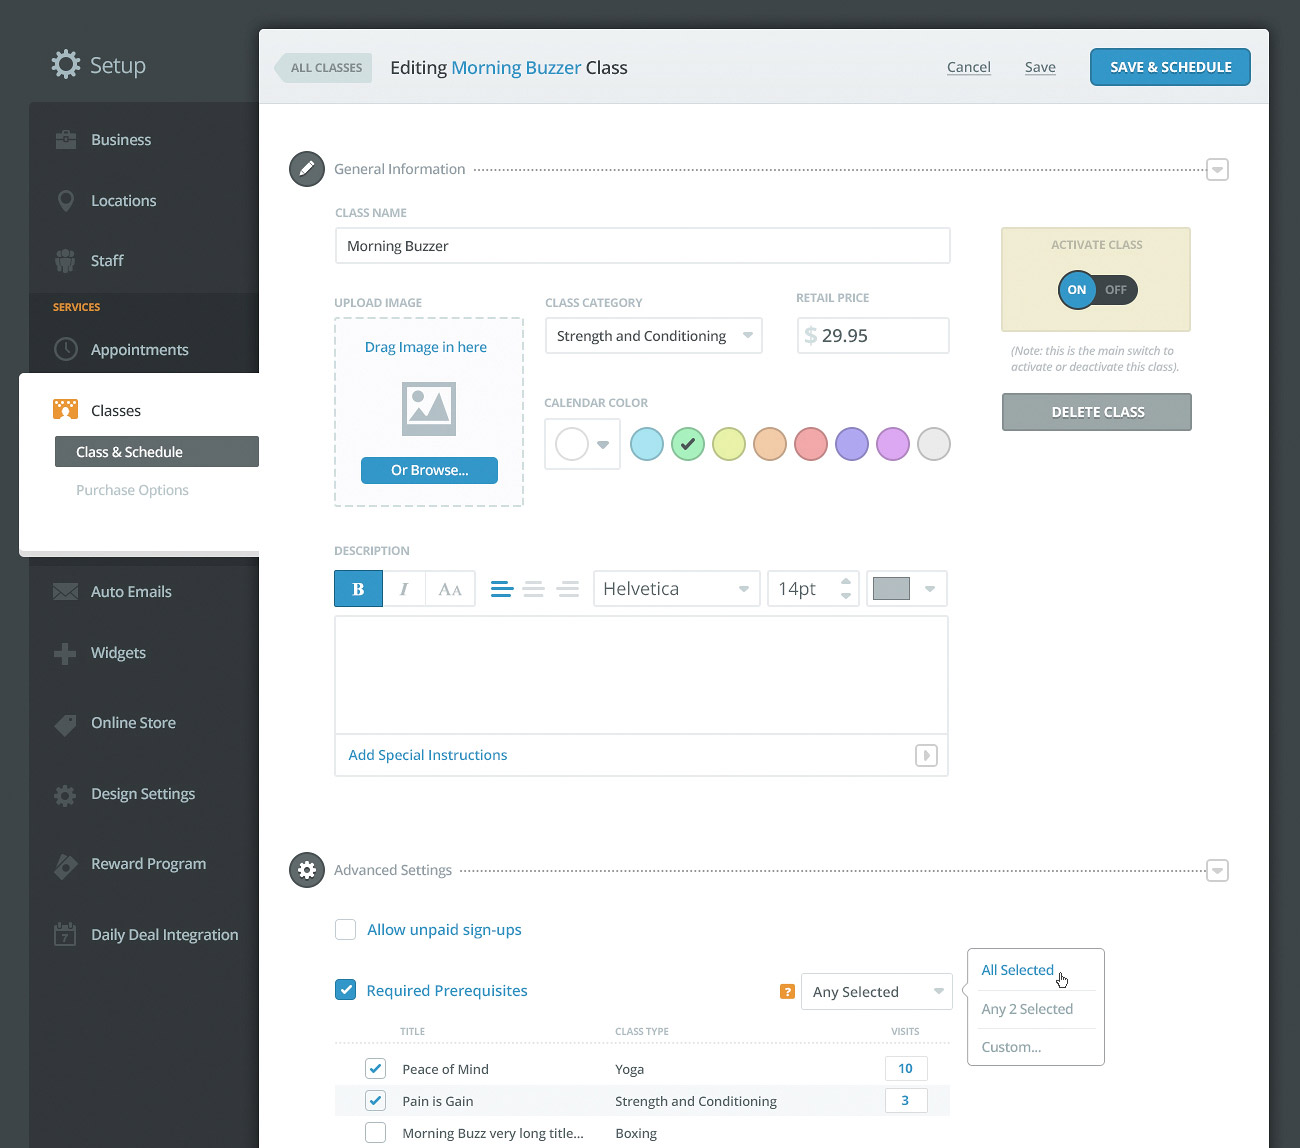 Setup
Business
Locations
Staff
SERVICES
Appointments
Classes
Class & Schedule
Purchase Options
Auto Emails
Widgets
Online Store
Design Settings
Reward Program
7
Daily Deal Integration
ALL CLASSES
Editing Morning Buzzer Class
Cancel
Save
SAVE & SCHEDULE
General Information
CLASS NAME
Morning Buzzer
UPLOAD IMAGE
Drag Image in here
Or Browse...
CLASS CATEGORY
Strength and Conditioning
RETAIL PRICE
$ 29.95
CALENDAR COLOR
ACTIVATE CLASS
ON OFF
(Note: this is the main switch to
activate or deactivate this class).
DELETE CLASS
DESCRIPTION
B I AA
Helvetica
14pt
Add Special Instructions
Advanced Settings
Allow unpaid sign-ups
Required Prerequisites
?
Any Selected
All Selected
Any 2 Selected
Custom...
TITLE CLASS TYPE VISITS
Peace of Mind Yoga 10
Pain is Gain Strength and Conditioning 3
Morning Buzz very long title... Boxing